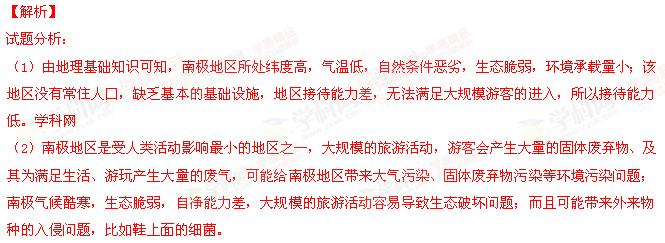 【解析】
试题分析：
（1）由地理基础知识可知，南极地区所处纬度高，气温低，自然条件恶劣，生态脆弱，环境承载量小；该
地区没有常住人口，缺乏基本的基础设施，地区接待能力差，无法满足大规模游客的进入，所以接待能力
低。学科网
（2）南极地区是受人类活动影响最小的地区之一，大规模的旅游活动，游客会产生大量的固体废弃物、及
其为满足生活、游玩产生大量的废气，可能给南极地区带来大气污染、固体废弃物污染等环境污染问题；
南极气候酷寒，生态脆弱，自净能力差，大规模的旅游活动容易导致生态破坏问题；而且可能带来外来物
种的入侵问题，比如鞋上面的细菌。